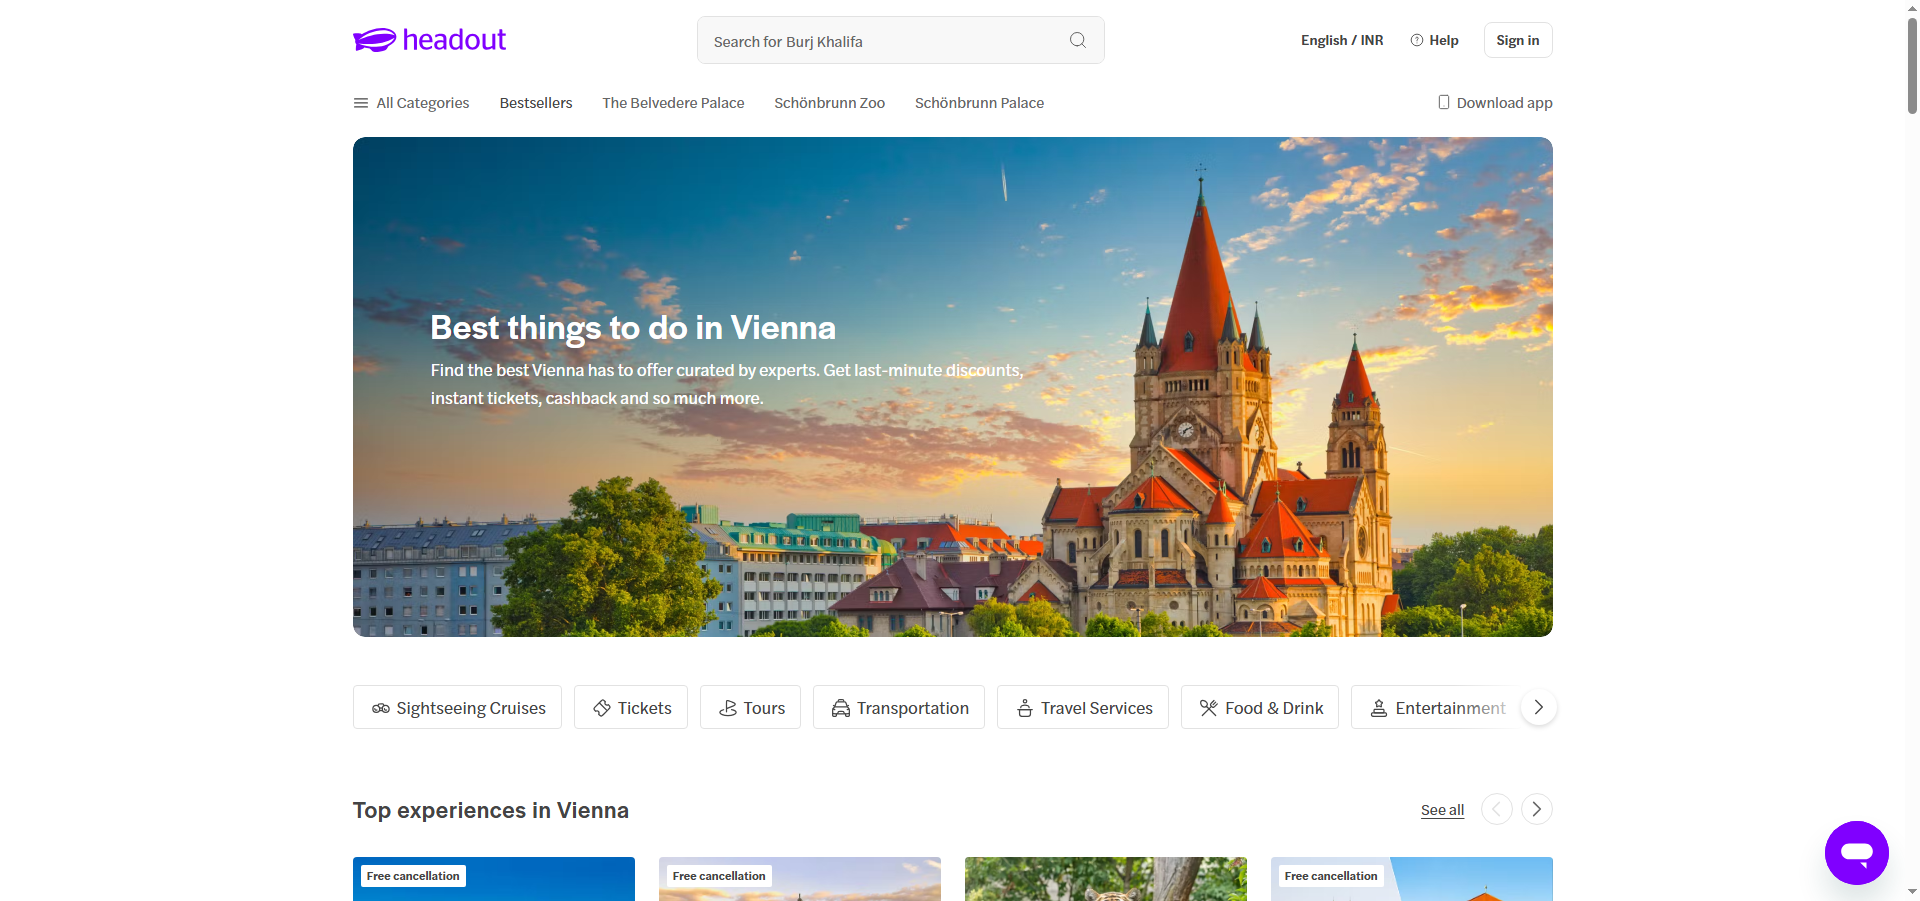 headout
Search for Burj Khalifa
English / INR
Help
Sign in
All Categories
Bestsellers
The Belvedere Palace
Schönbrunn Zoo
Schönbrunn Palace
Download app
Best things to do in Vienna
Find the best Vienna has to offer curated by experts. Get last-minute discounts,
instant tickets, cashback and so much more.
Sightseeing Cruises
Tickets
Tours
Transportation
Travel Services
Food & Drink
Entertainment
Top experiences in Vienna
See all
Free cancellation
Free cancellation
Free cancellation